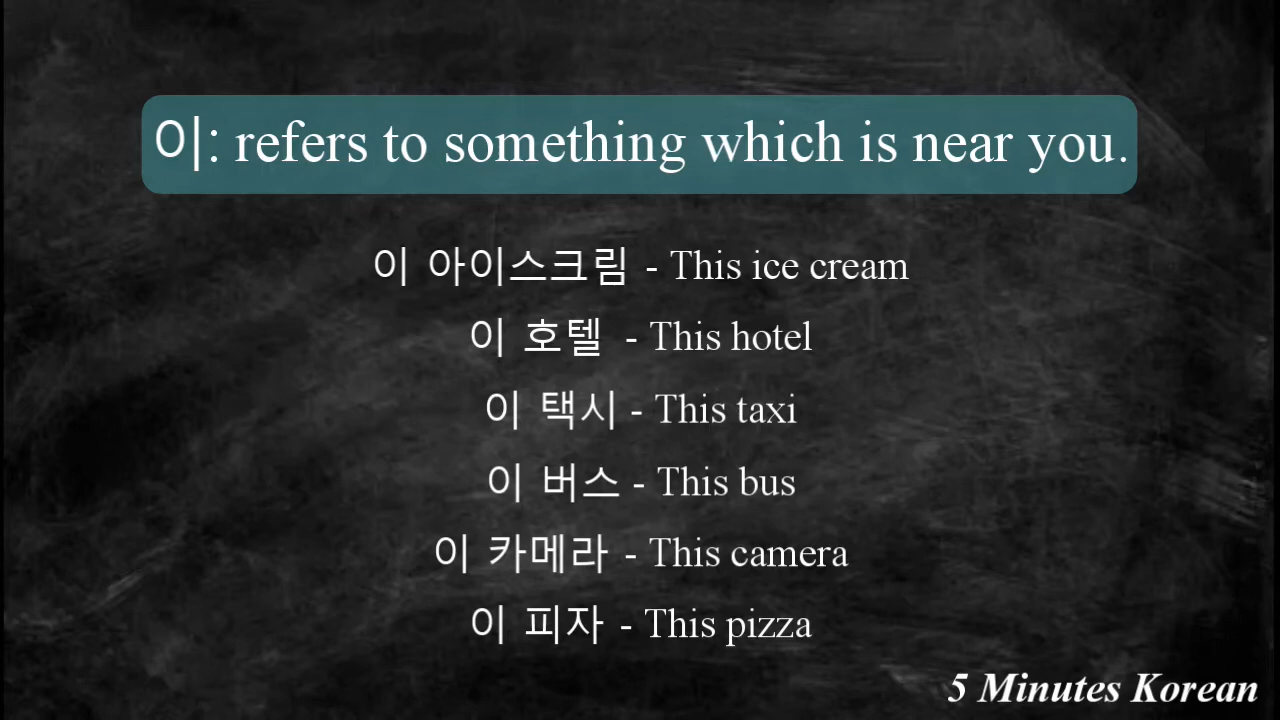 이: refers to something which is near you.
이 아이스크림 - This ice cream
이 호텔 - This hotel
이 택시 - This taxi
이 버스 - This bus
이 카메라 - This camera
이 피자 - This pizza
5 Minutes Korean